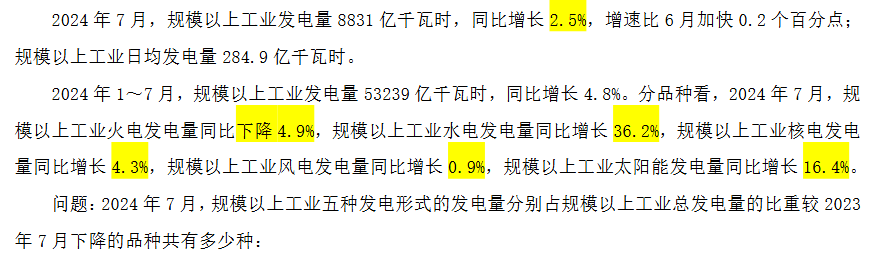 2024 年 7 月，规模以上工业发电量 8831 亿千瓦时，同比增长 2.5%，增速比 6 月加快 0.2 个百分点；
规模以上工业日均发电量 284.9 亿千瓦时。
2024 年 1～7 月，规模以上工业发电量 53239 亿千瓦时，同比增长 4.8%。分品种看，2024 年 7 月，规
模以上工业火电发电量同比下降 4.9%，规模以上工业水电发电量同比增长 36.2%，规模以上工业核电发电
量同比增长 4.3%，规模以上工业风电发电量同比增长 0.9%，规模以上工业太阳能发电量同比增长 16.4%。
问题：2024 年 7 月，规模以上工业五种发电形式的发电量分别占规模以上工业总发电量的比重较 2023
年 7 月下降的品种共有多少种：